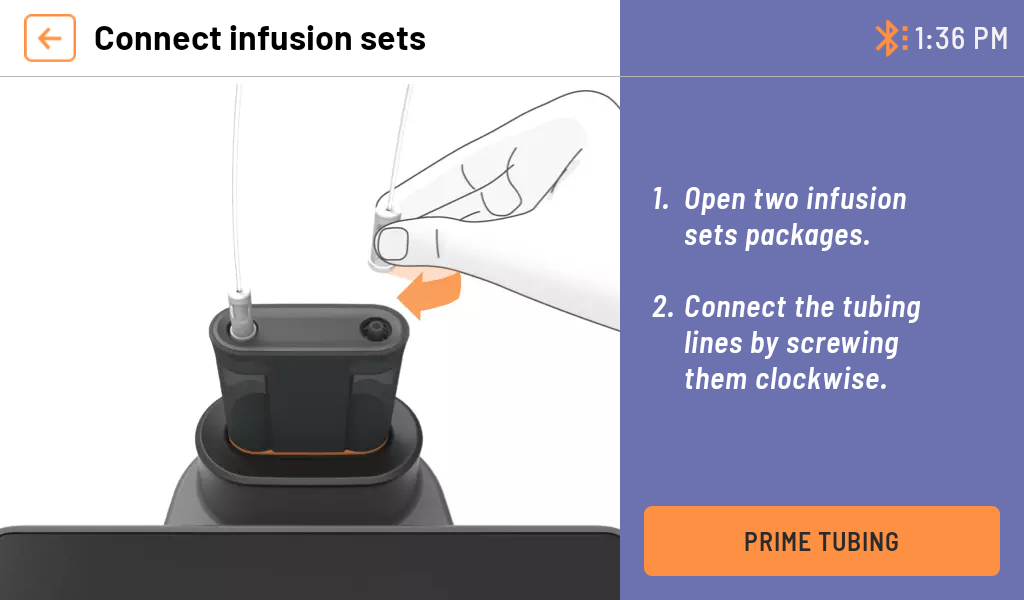 Connect infusion sets
1:36 PM
1. Open two infusion
sets packages.
2. Connect the tubing
lines by screwing
them clockwise.
PRIME TUBING